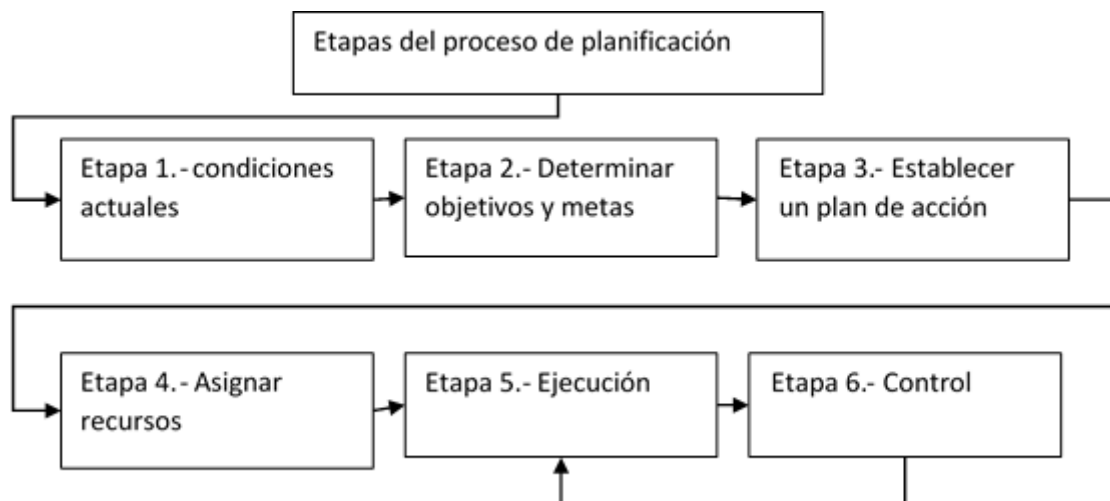 Etapas del proceso de planificación
Etapa 1.- condiciones
actuales
Etapa 2.- Determinar
objetivos y metas
Etapa 3.- Establecer
un plan de acción
Etapa 4.- Asignar
recursos
Etapa 5.- Ejecución
Etapa 6.- Control